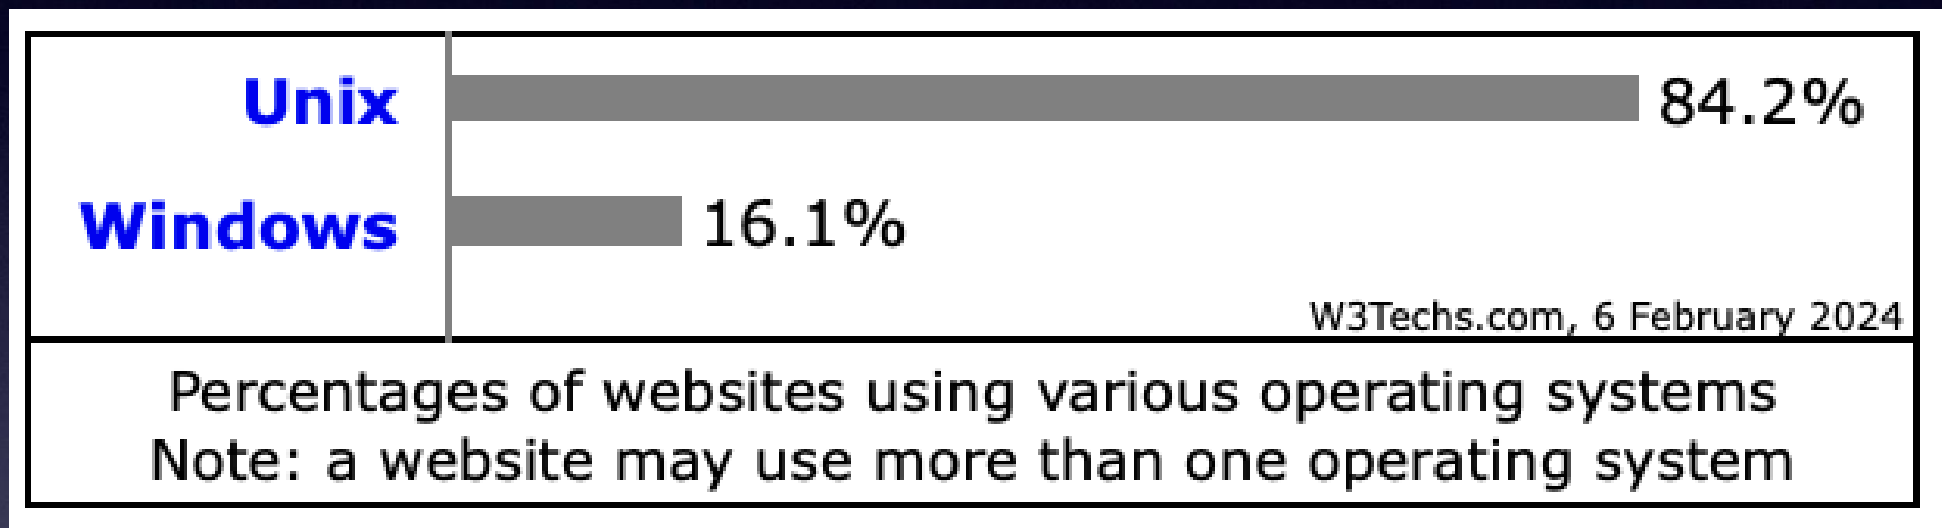 Unix 84.2%
Windows 16.1%
W3Techs.com, 6 February 2024
Percentages of websites using various operating systems
Note: a website may use more than one operating system